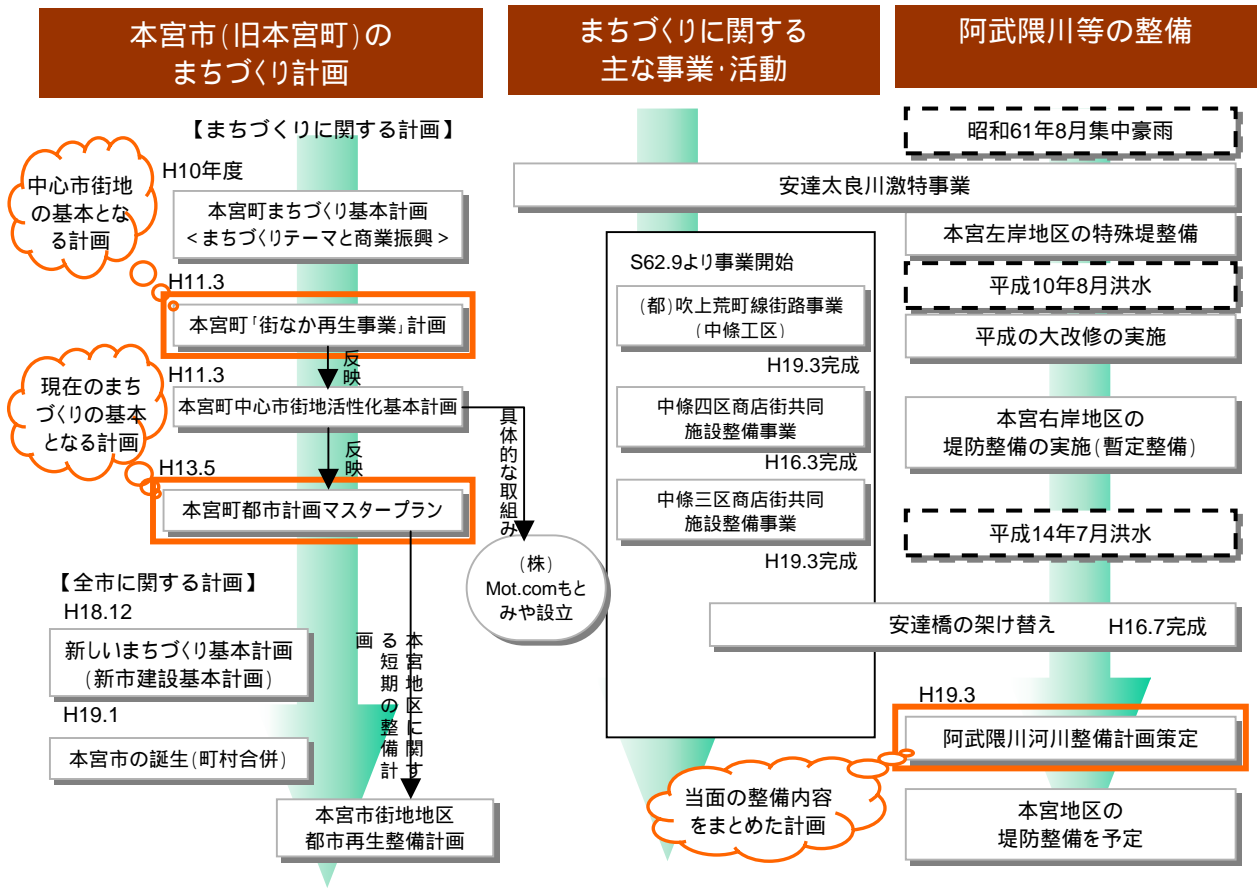 本宮市(旧本宮町)の
まちづくり計画
【まちづくりに関する計画】
中心市街地
の基本とな
る計画
H10年度
本宮町まちづくり基本計画
<まちづくりテーマと商業振興>
H11.3
本宮町「街なか再生事業」計画
反映
現在のまち
づくりの基本
となる計画
H11.3
本宮町中心市街地活性化基本計画
反映
具体的な取組み
H13.5
本宮町都市計画マスタープラン
(株)
Mot.comもと
みや設立
【全市に関する計画】
H18.12
新しいまちづくり基本計画
(新市建設基本計画)
H19.1
本宮市の誕生(町村合併)
本宮地区に関す
る短期の整備計
画
本宮市街地地区
都市再生整備計画
まちづくりに関する
主な事業・活動
安達太良川激特事業
S62.9より事業開始
(都)吹上荒町線街路事業
(中條工区)
H19.3完成
中條四区商店街共同
施設整備事業
H16.3完成
中條三区商店街共同
施設整備事業
H19.3完成
阿武隈川等の整備
昭和61年8月集中豪雨
本宮左岸地区の特殊堤整備
平成10年8月洪水
平成の大改修の実施
本宮右岸地区の
堤防整備の実施(暫定整備)
平成14年7月洪水
安達橋の架け替え H16.7完成
H19.3
阿武隈川河川整備計画策定
当面の整備内容
をまとめた計画
本宮地区の
堤防整備を予定